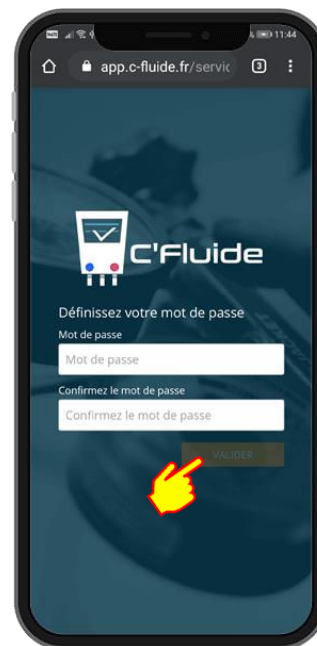 11:44
app.c-fluide.fr/servic
3
C'Fluide
Définissez votre mot de passe
Mot de passe
Mot de passe
Confirmez le mot de passe
Confirmez le mot de passe
VALIDER